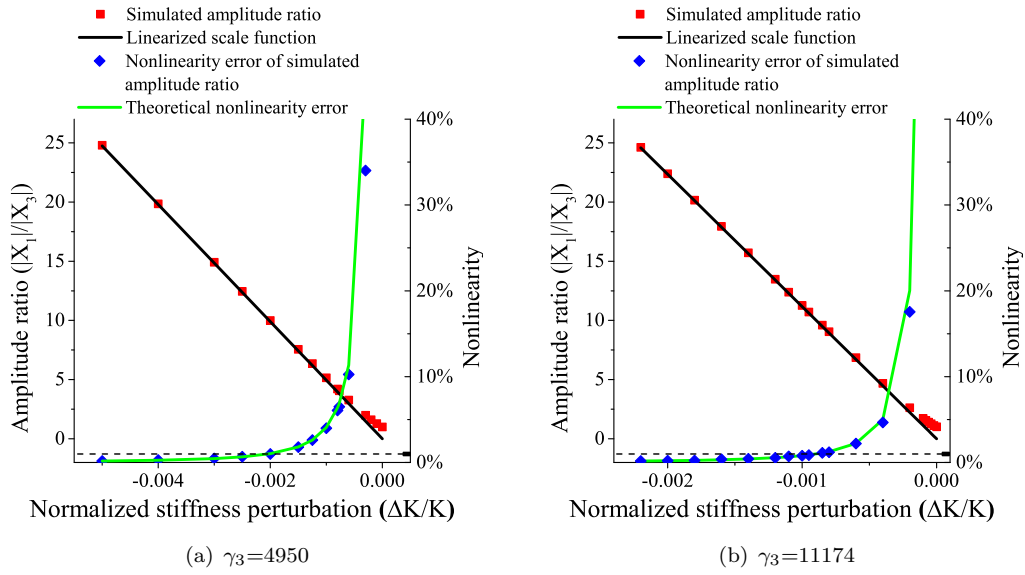 Simulated amplitude ratio
Linearized scale function
Nonlinearity error of simulated
amplitude ratio
Theoretical nonlinearity error
40%
30%
20%
10%
0%
25
20
15
10
5
0
-0.004
-0.002
0.000
Amplitude ratio (|X₁|/|X₃|)
Nonlinearity
Normalized stiffness perturbation (ΔK/K)
(a) γ₃=4950
Simulated amplitude ratio
Linearized scale function
Nonlinearity error of simulated
amplitude ratio
Theoretical nonlinearity error
40%
30%
20%
10%
0%
25
20
15
10
5
0
-0.002
-0.001
0.000
Amplitude ratio (|X₁|/|X₃|)
Nonlinearity
Normalized stiffness perturbation (ΔK/K)
(b) γ₃=11174